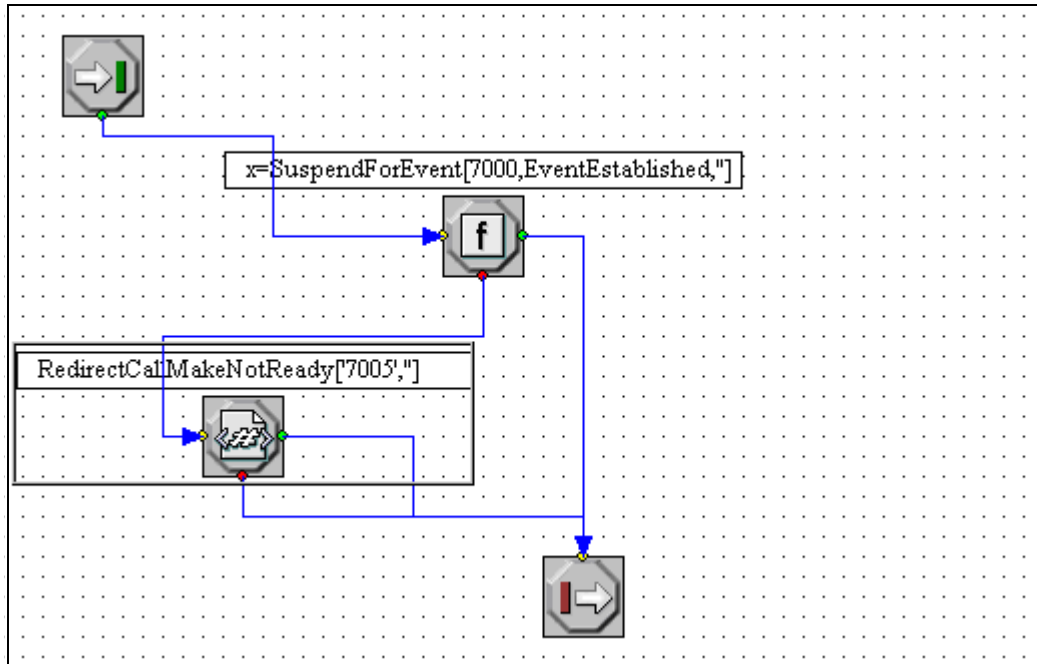 x=SuspendForEvent[7000,EventEstablished,'']
f
RedirectCallMakeNotReady['7005','']
<#>